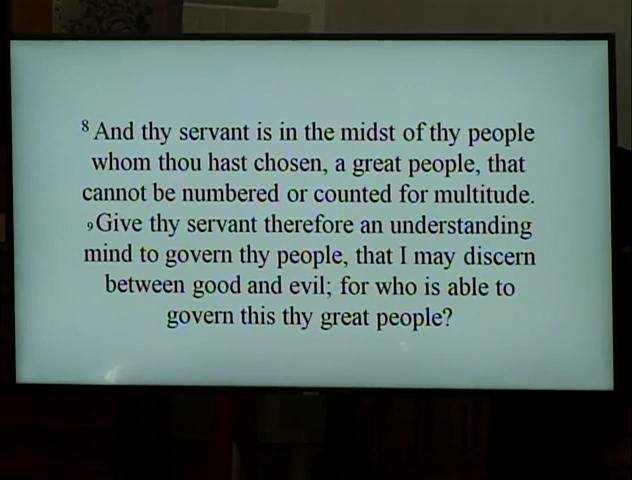 8 And thy servant is in the midst of thy people
whom thou hast chosen, a great people, that
cannot be numbered or counted for multitude.
9 Give thy servant therefore an understanding
mind to govern thy people, that I may discern
between good and evil; for who is able to
govern this thy great people?